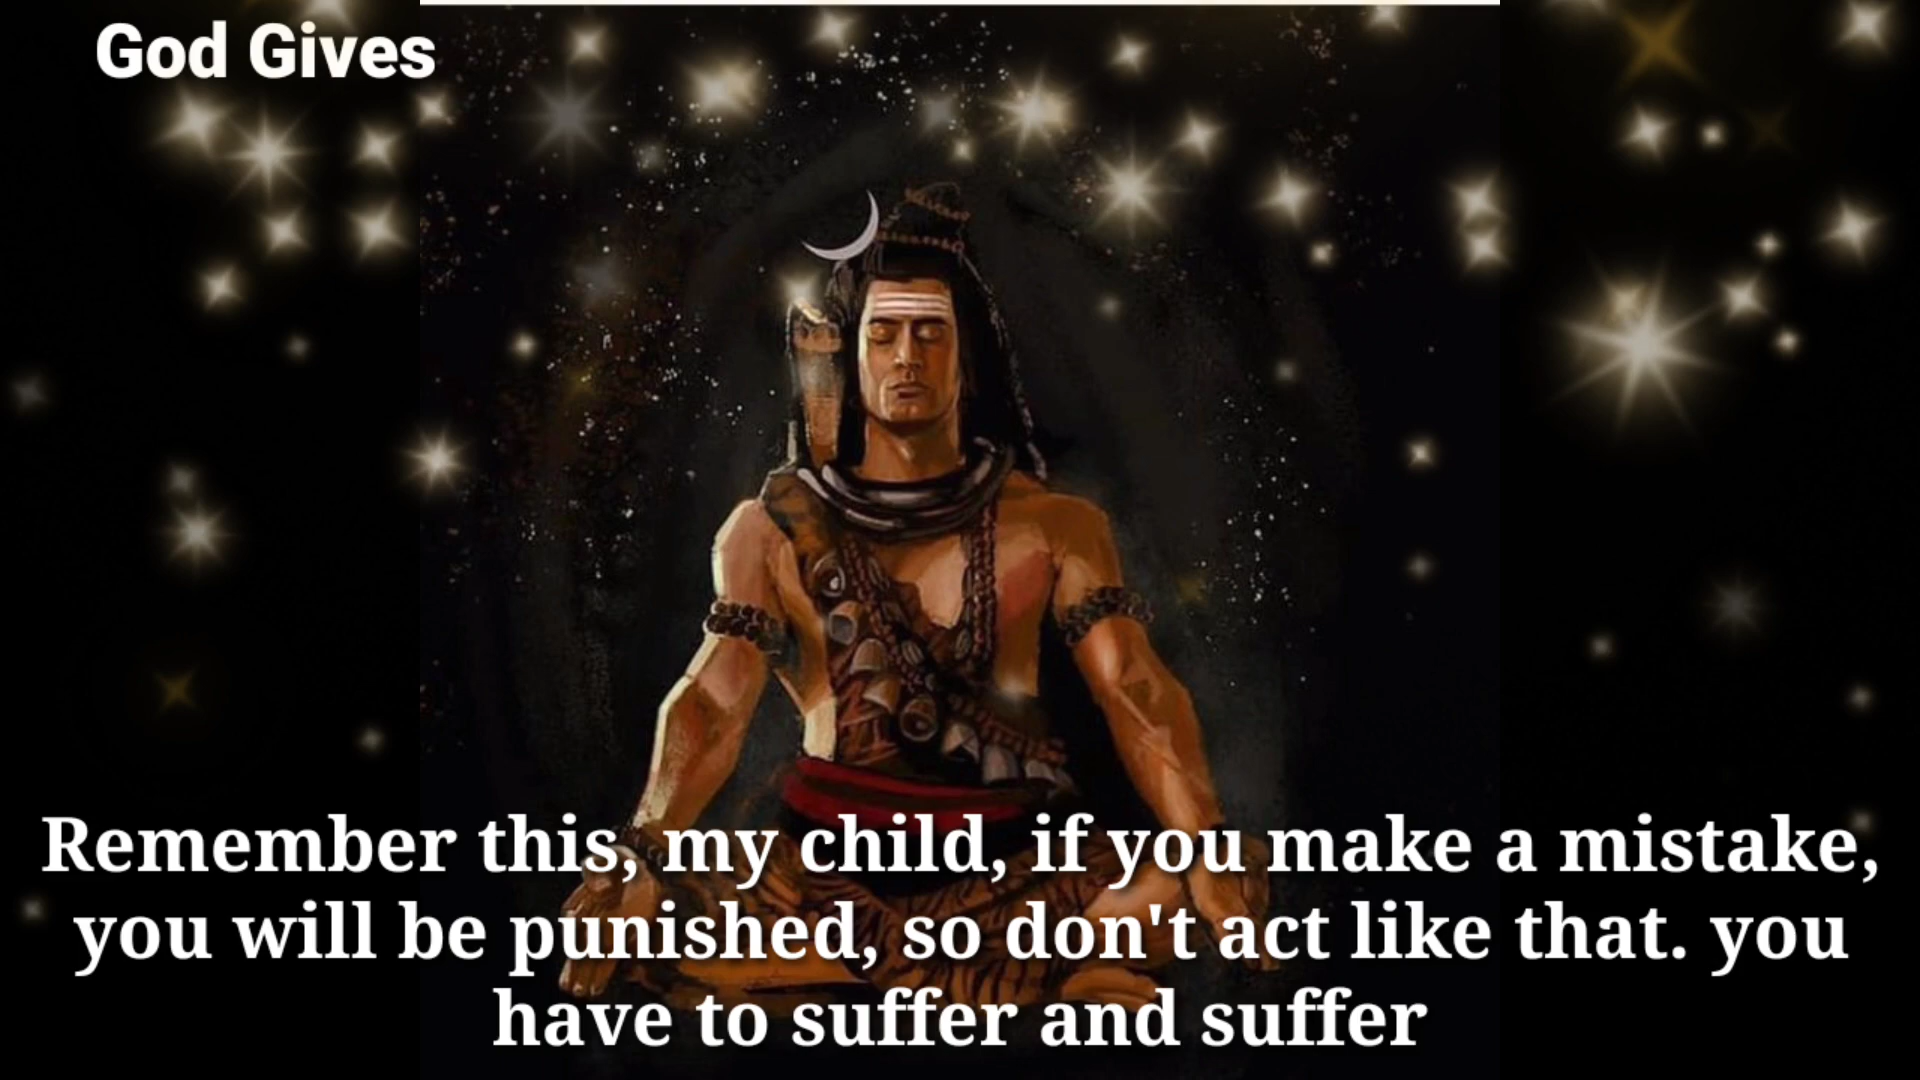 God Gives
Remember this, my child, if you make a mistake,
you will be punished, so don't act like that. you
have to suffer and suffer